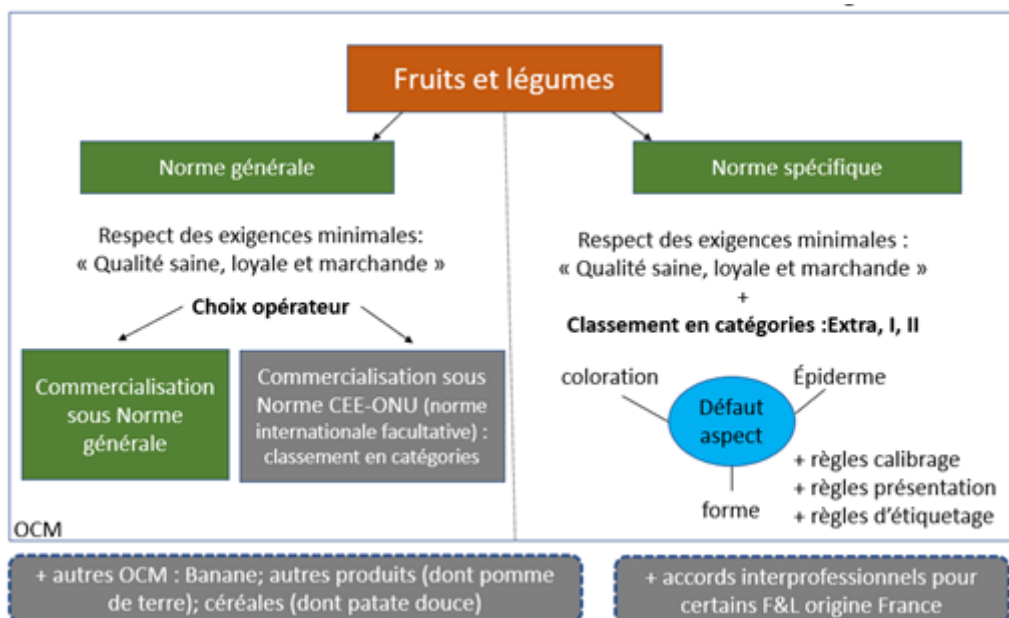 Fruits et légumes
Norme générale
Respect des exigences minimales:
« Qualité saine, loyale et marchande »
Choix opérateur
Commercialisation
sous Norme
générale
Commercialisation sous
Norme CEE-ONU (norme
internationale facultative) :
classement en catégories
OCM
Norme spécifique
Respect des exigences minimales :
« Qualité saine, loyale et marchande »
+
Classement en catégories :Extra, I, II
coloration
Épiderme
Défaut
aspect
forme
+ règles calibrage
+ règles présentation
+ règles d'étiquetage
+ autres OCM : Banane; autres produits (dont pomme
de terre); céréales (dont patate douce)
+ accords interprofessionnels pour
certains F&L origine France